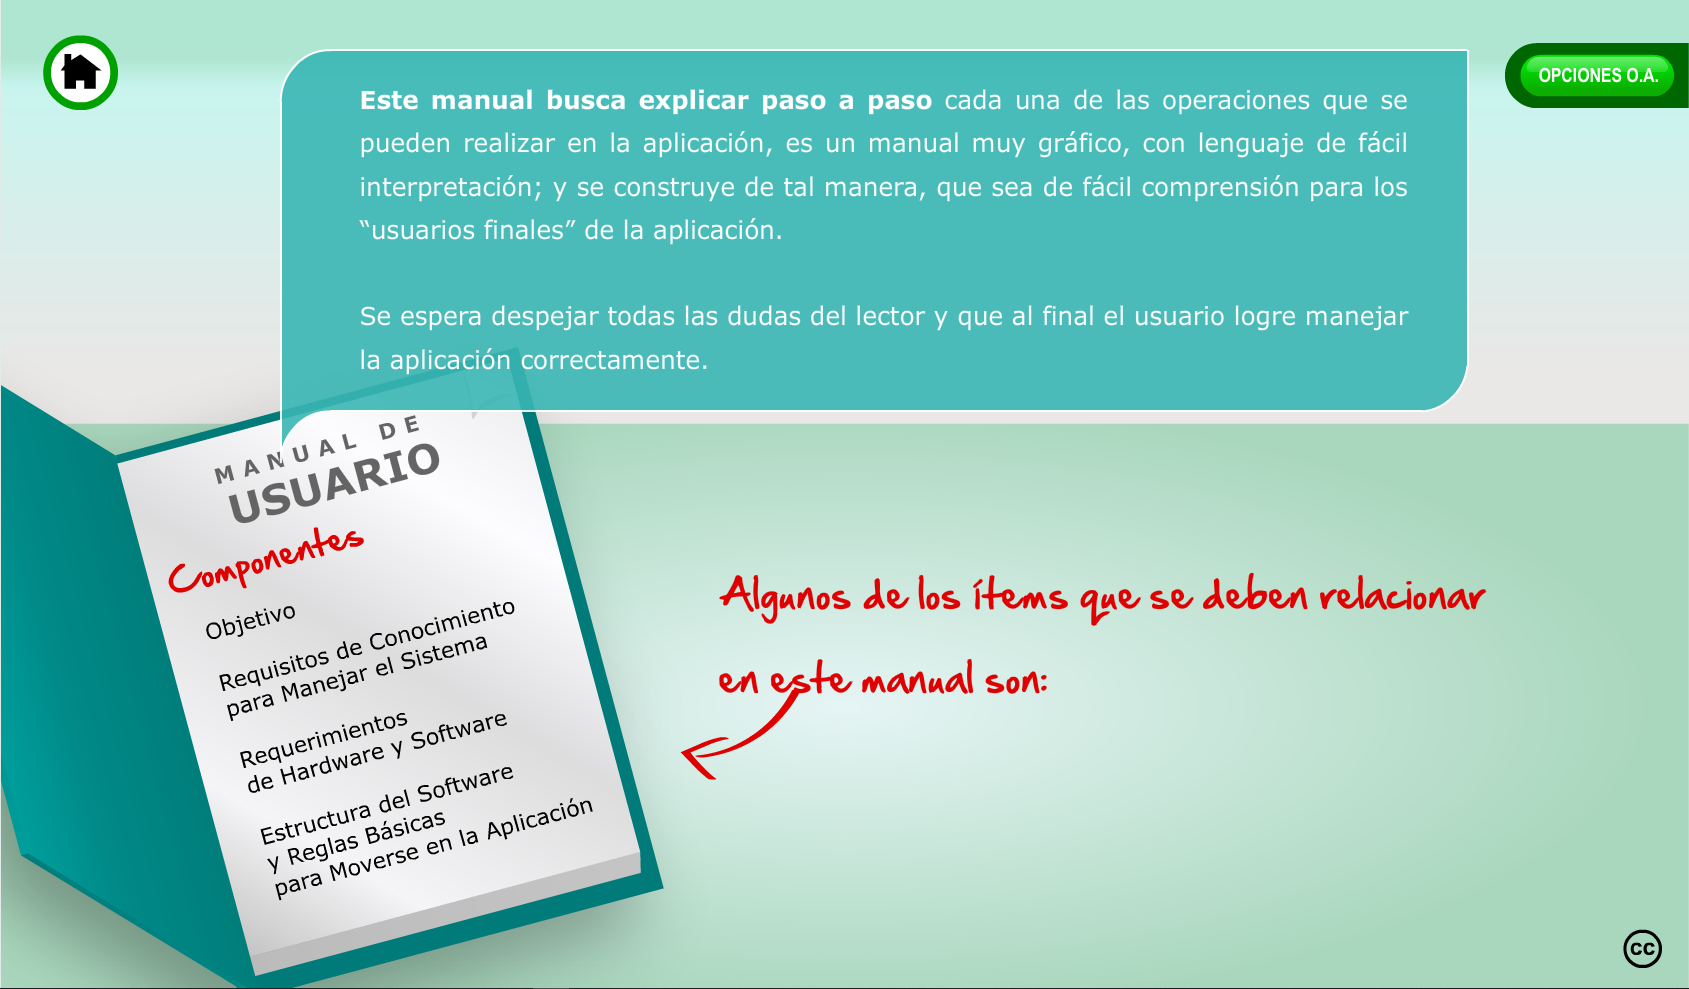 OPCIONES O.A.
Este manual busca explicar paso a paso cada una de las operaciones que se
pueden realizar en la aplicación, es un manual muy gráfico, con lenguaje de fácil
interpretación; y se construye de tal manera, que sea de fácil comprensión para los
“usuarios finales” de la aplicación.
Se espera despejar todas las dudas del lector y que al final el usuario logre manejar
la aplicación correctamente.
MANUAL DE
USUARIO
Componentes
Objetivo
Requisitos de Conocimiento
para Manejar el Sistema
Requerimientos
de Hardware y Software
Estructura del Software
y Reglas Básicas
para Moverse en la Aplicación
Algunos de los ítems que se deben relacionar
en este manual son:
cc